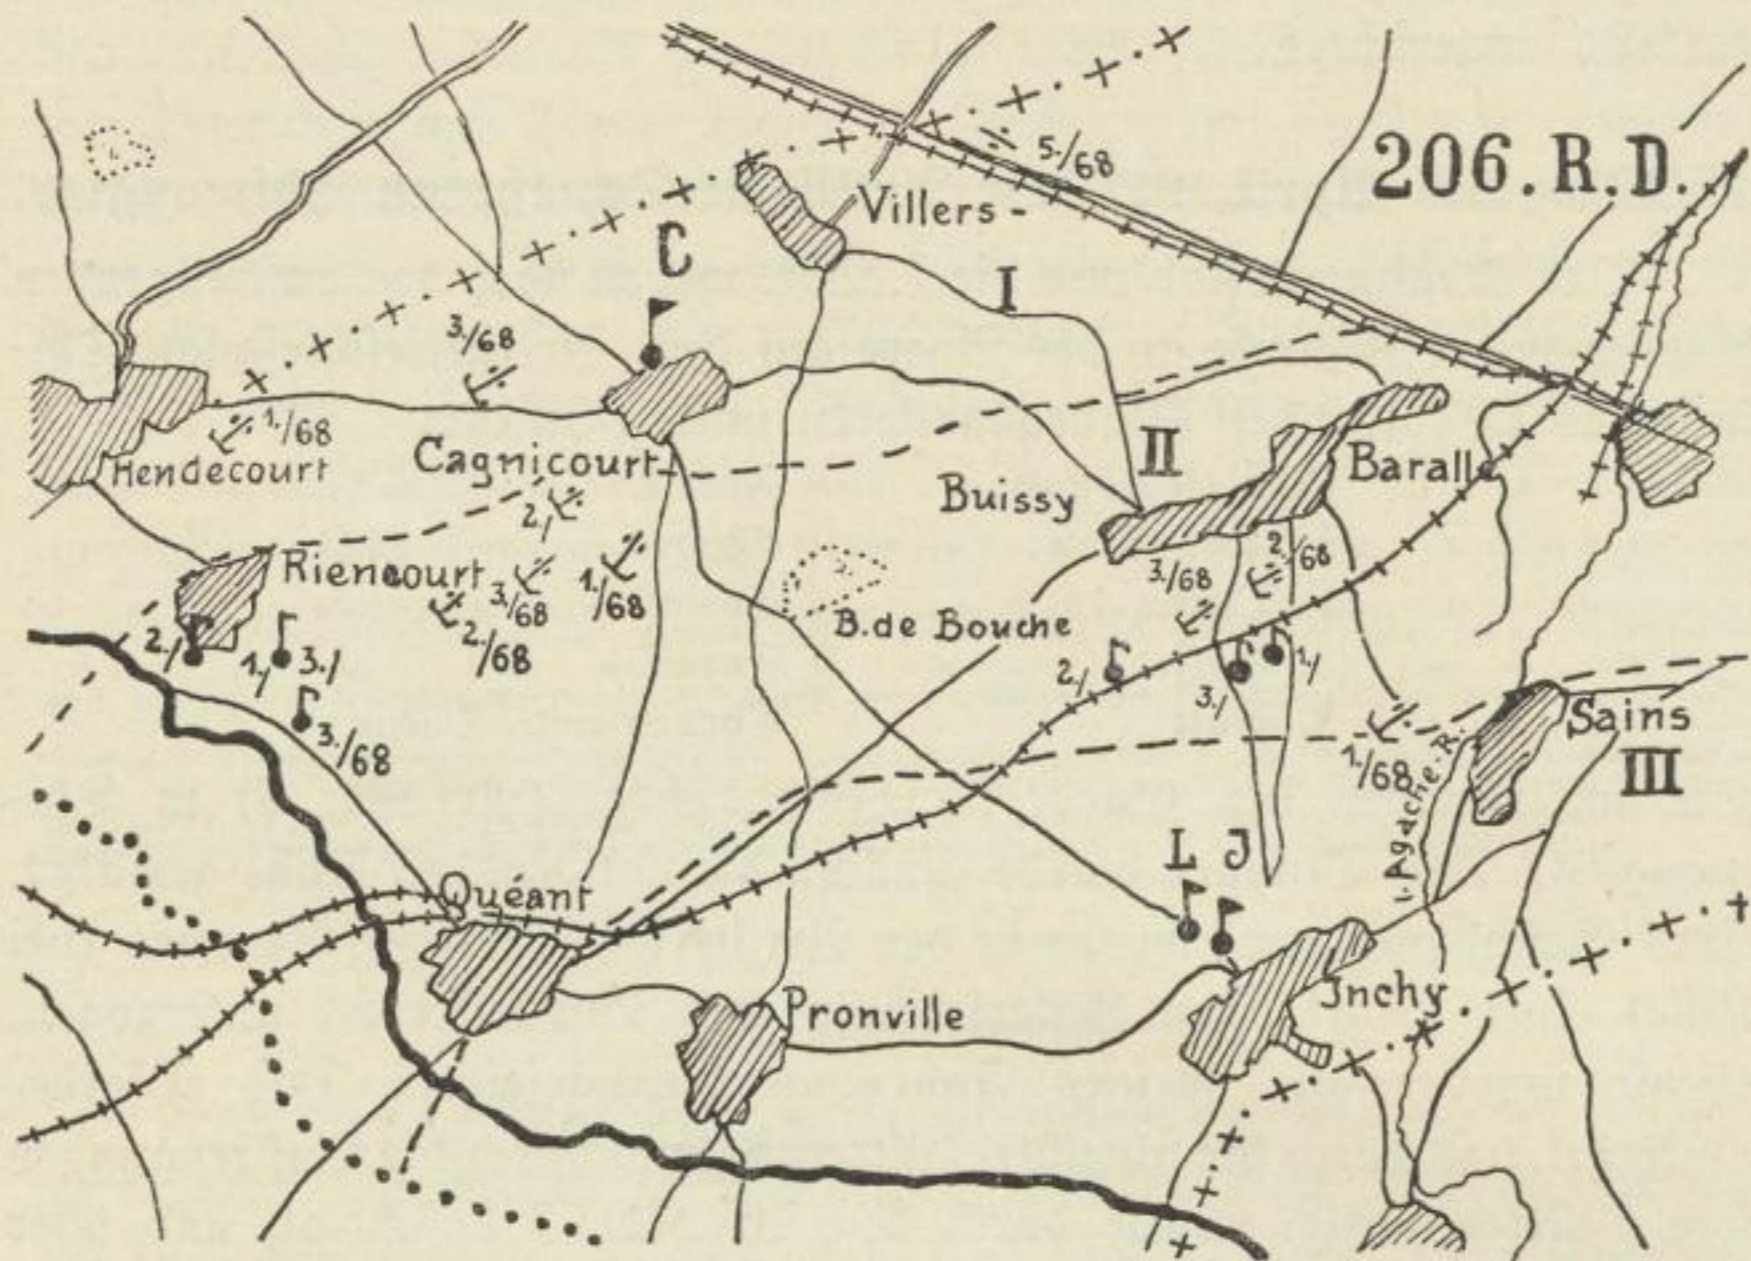 5./68
206. R. D.
Villers -
C
I
3./68
1./68
Hendecourt
Cagnicourt
II
Baralle
Buissy
2./
Riencourt
3./68
1./68
2./68
3./68
2./68
B. de Bouche
2./
1./
3./
3./68
2./
3./
1./
Sains
1./68
III
l. Agache-R.
L J
Quéant
Jnchy
Pronville